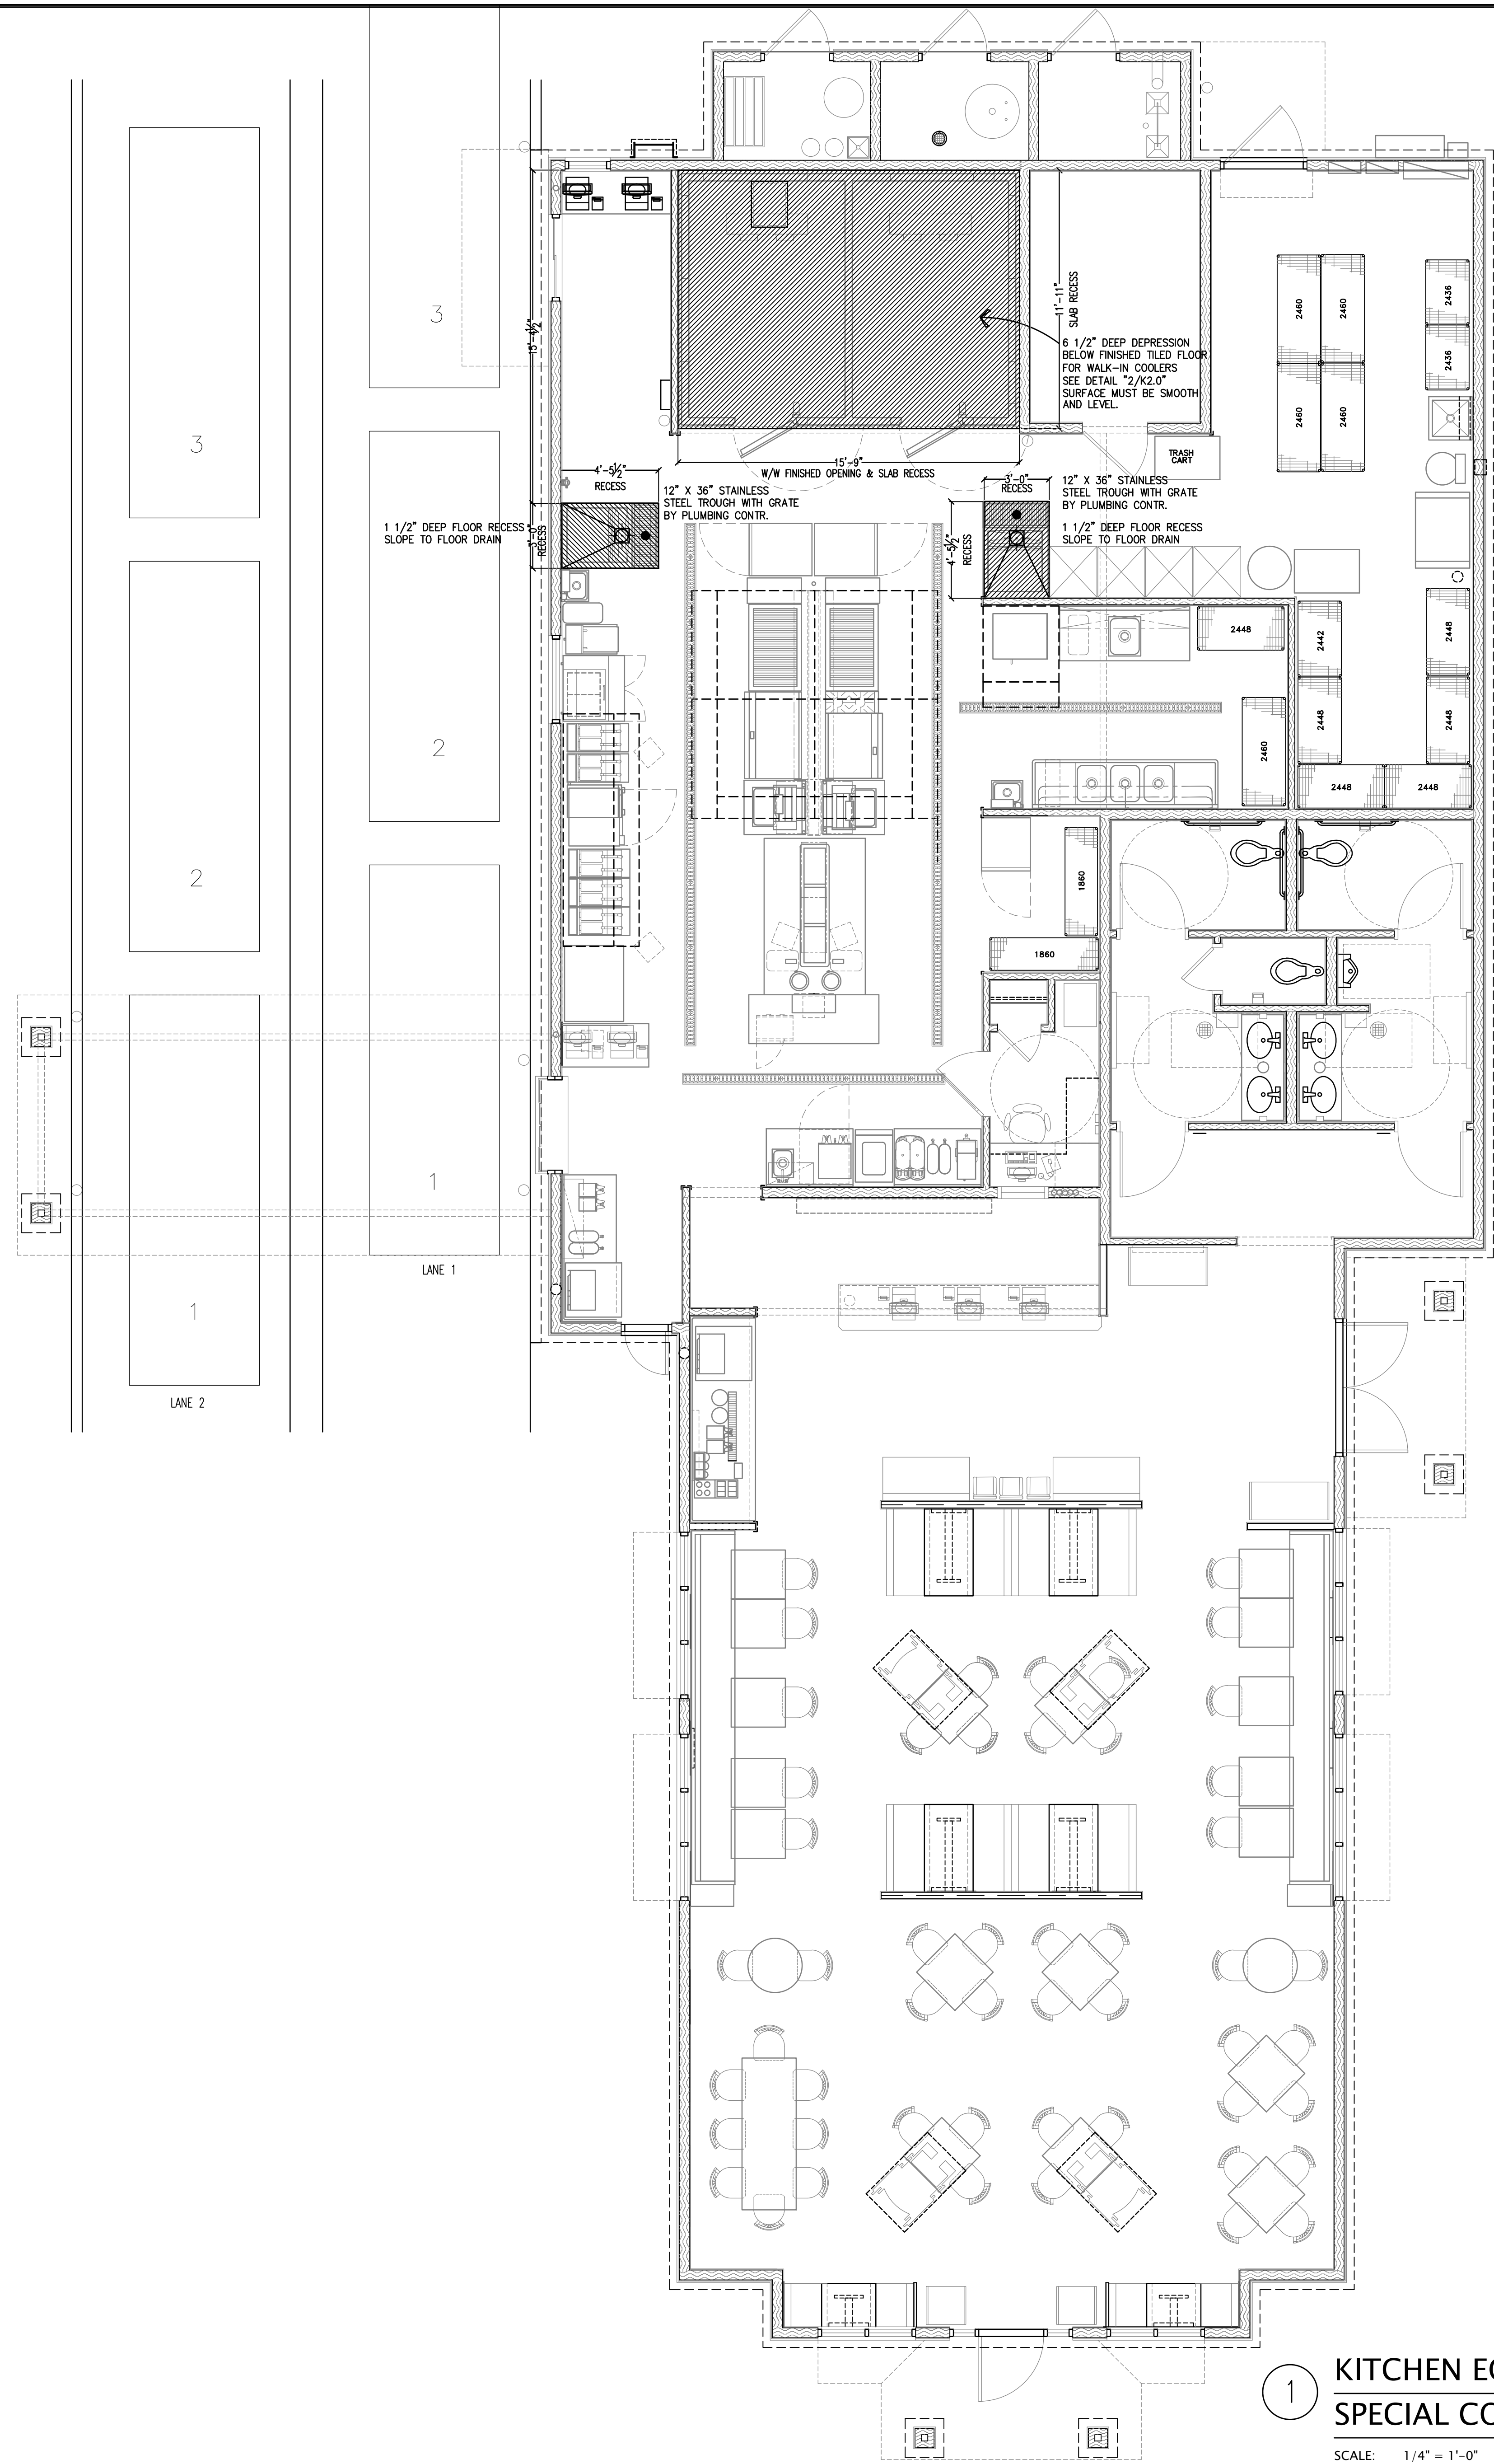 3
3
15'-4½"
11'-11"
SLAB RECESS
6 1/2" DEEP DEPRESSION
BELOW FINISHED TILED FLOOR
FOR WALK-IN COOLERS
SEE DETAIL "2/K2.0"
SURFACE MUST BE SMOOTH
AND LEVEL.
2460
2460
2436
2436
2460
2460
TRASH
CART
15'-9"
W/W FINISHED OPENING & SLAB RECESS
4'-5½"
RECESS
12" X 36" STAINLESS
STEEL TROUGH WITH GRATE
BY PLUMBING CONTR.
1 1/2" DEEP FLOOR RECESS
SLOPE TO FLOOR DRAIN
3'-0"
RECESS
3'-0"
RECESS
4'-5½"
RECESS
12" X 36" STAINLESS
STEEL TROUGH WITH GRATE
BY PLUMBING CONTR.
1 1/2" DEEP FLOOR RECESS
SLOPE TO FLOOR DRAIN
2448
2442
2448
2448
2448
2460
2448
2448
2
2
1860
1860
1
LANE 1
1
LANE 2
1
KITCHEN
SPECIAL
SCALE: 1/4" = 1'-0"